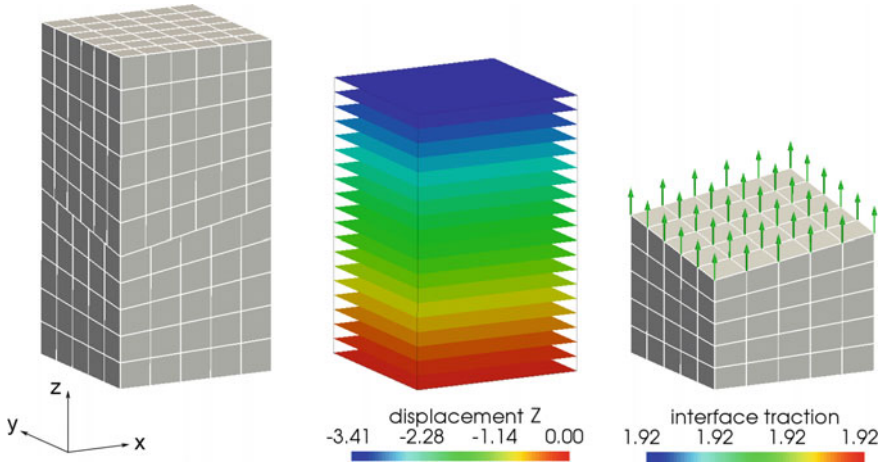 z
y
x
displacement Z
-3.41 -2.28 -1.14 0.00
interface traction
1.92 1.92 1.92 1.92